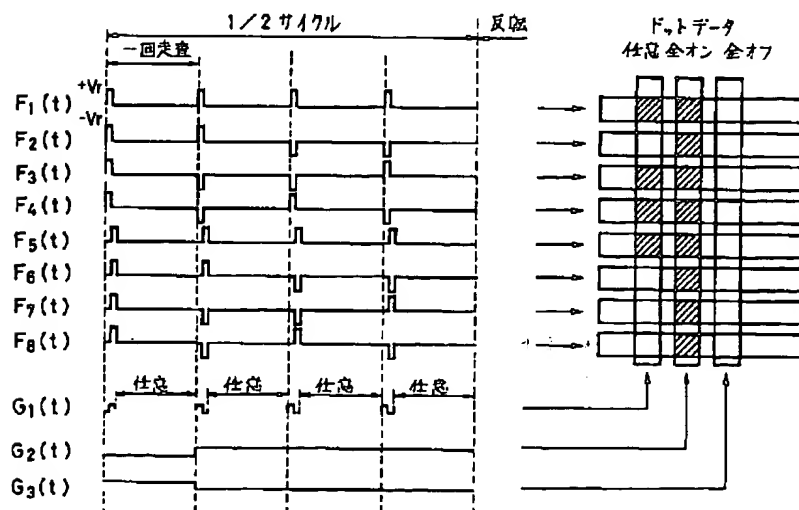 1/2サイクル
反転
一回走査
ドットデータ
任意 全オン 全オフ
+Vr
F₁(t)
-Vr
F₂(t)
F₃(t)
F₄(t)
F₅(t)
F₆(t)
F₇(t)
F₈(t)
任意 任意 任意 任意
G₁(t)
G₂(t)
G₃(t)